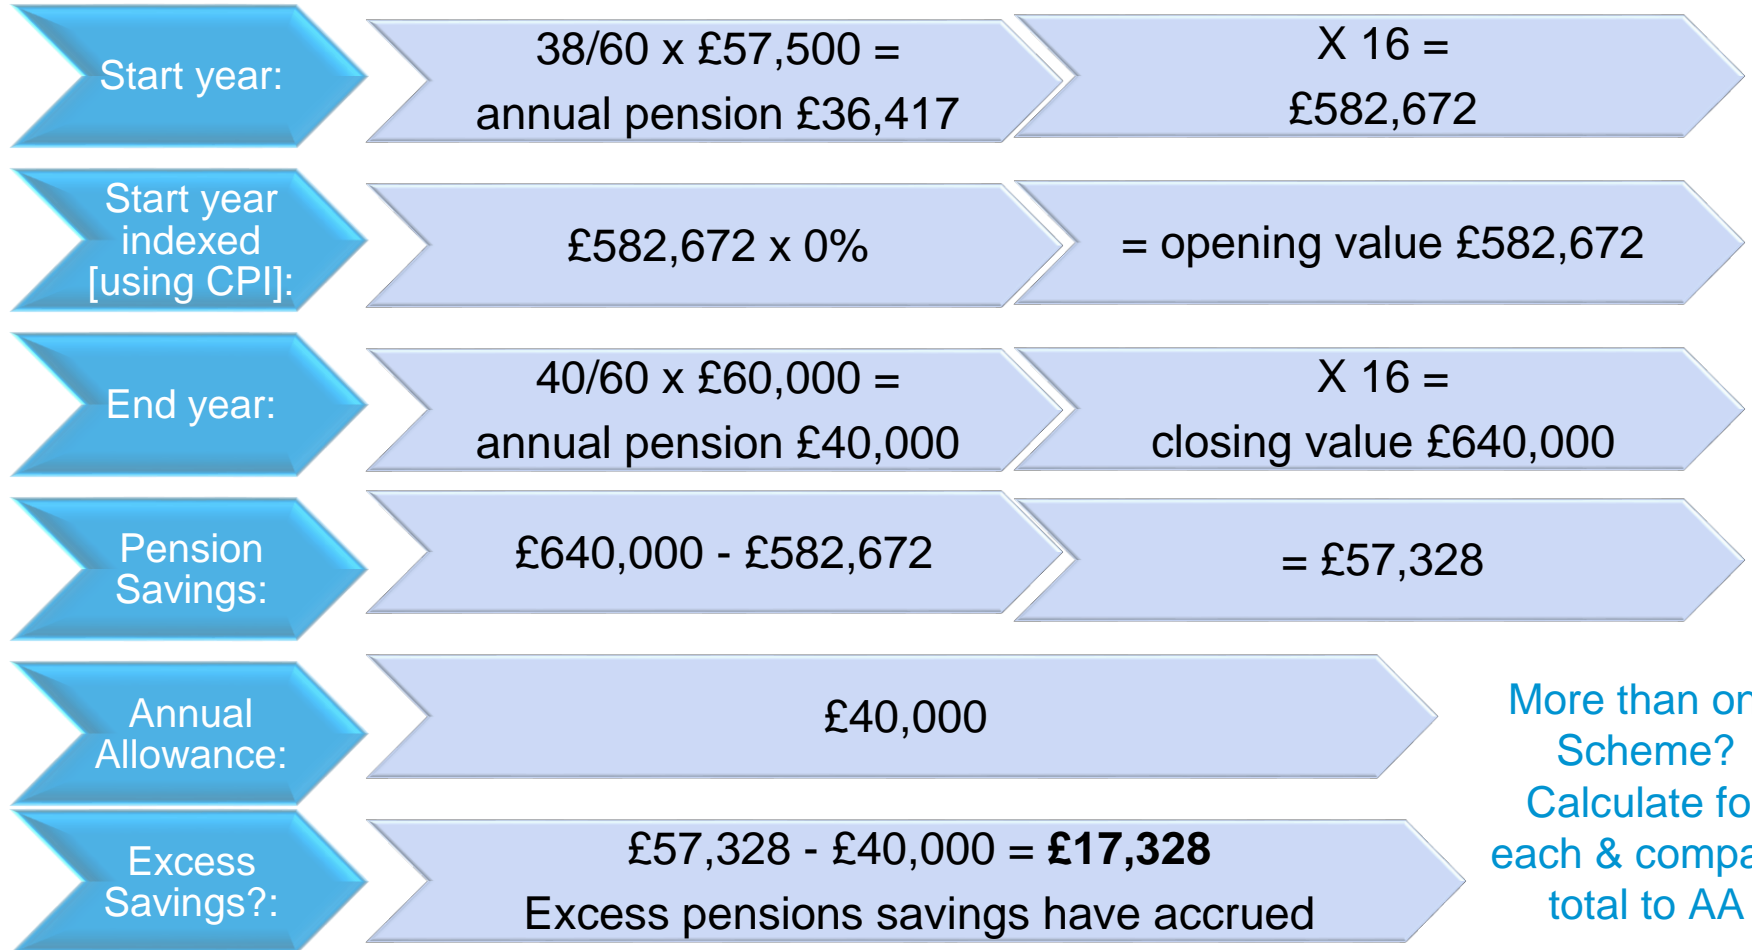 Start year:
38/60 x £57,500 =
annual pension £36,417
X 16 =
£582,672
Start year
indexed
[using CPI]:
£582,672 x 0%
= opening value £582,672
End year:
40/60 x £60,000 =
annual pension £40,000
X 16 =
closing value £640,000
Pension
Savings:
£640,000 - £582,672
= £57,328
Annual
Allowance:
£40,000
Excess
Savings?:
£57,328 - £40,000 = £17,328
Excess pensions savings have accrued
More than
Scheme?
Calculate
each &
total to AA